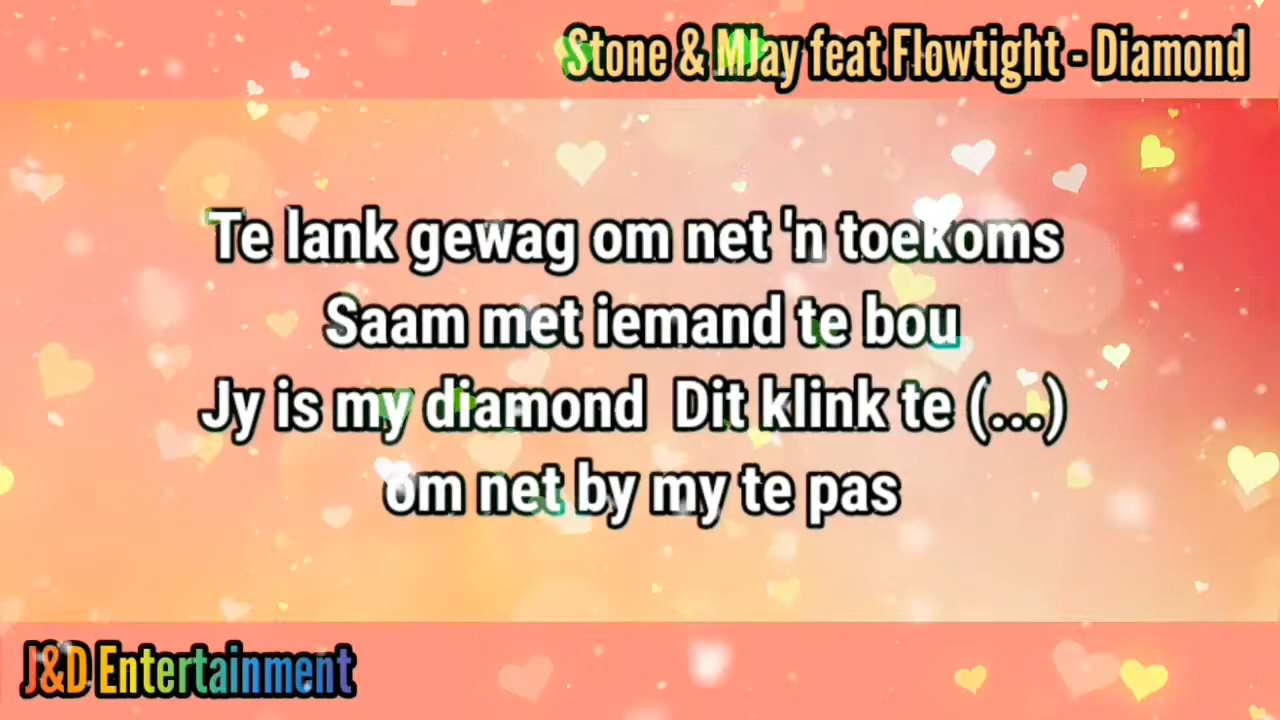 Stone & MJay feat Flowtight - Diamond
Te lank gewag om net 'n toekoms
Saam met iemand te bou
Jy is my diamond Dit klink te (...)
om net by my te pas
J&D Entertainment